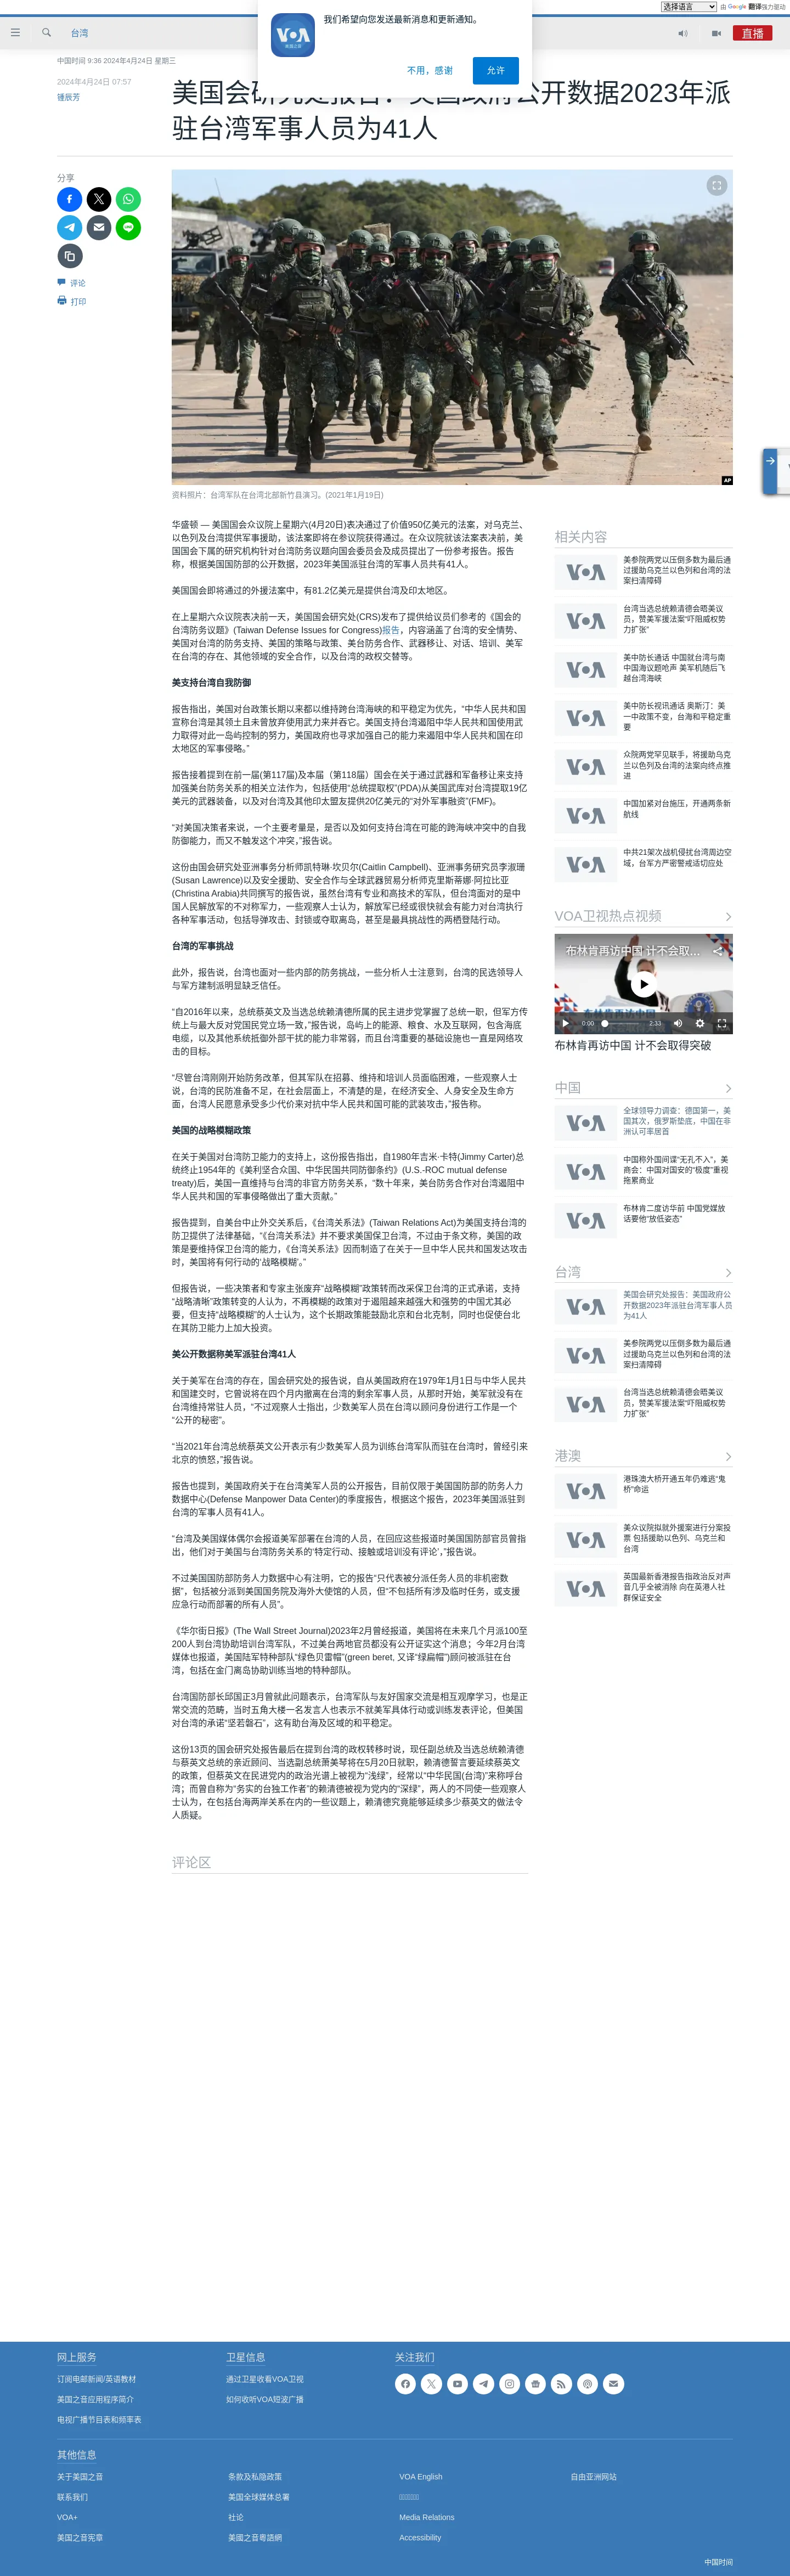 选择语言 由 Google 翻译强力驱动
我们希望向您发送最新消息和更新通知。
不用，感谢
允许
台湾
直播
中国时间 9:36 2024年4月24日 星期三
2024年4月24日 07:57
锺辰芳
美国会研究处报告：美国政府公开数据2023年派
驻台湾军事人员为41人
分享
评论
打印
AP
资料照片：台湾军队在台湾北部新竹县演习。(2021年1月19日)
华盛顿 — 美国国会众议院上星期六(4月20日)表决通过了价值950亿美元的法案，对乌克兰、
以色列及台湾提供军事援助，该法案即将在参议院获得通过。在众议院就该法案表决前，美
国国会下属的研究机构针对台湾防务议题向国会委员会及成员提出了一份参考报告。报告
称，根据美国国防部的公开数据，2023年美国派驻台湾的军事人员共有41人。
美国国会即将通过的外援法案中，有81.2亿美元是提供台湾及印太地区。
在上星期六众议院表决前一天，美国国会研究处(CRS)发布了提供给议员们参考的《国会的
台湾防务议题》(Taiwan Defense Issues for Congress)报告，内容涵盖了台湾的安全情势、
美国对台湾的防务支持、美国的策略与政策、美台防务合作、武器移让、对话、培训、美军
在台湾的存在、其他领域的安全合作，以及台湾的政权交替等。
美支持台湾自我防御
报告指出，美国对台政策长期以来都以维持跨台湾海峡的和平稳定为优先，“中华人民共和国
宣称台湾是其领土且未曾放弃使用武力来并吞它。美国支持台湾遏阻中华人民共和国使用武
力取得对此一岛屿控制的努力，美国政府也寻求加强自己的能力来遏阻中华人民共和国在印
太地区的军事侵略。”
报告接着提到在前一届(第117届)及本届（第118届）国会在关于通过武器和军备移让来支持
加强美台防务关系的相关立法作为，包括使用“总统提取权”(PDA)从美国武库对台湾提取19亿
美元的武器装备，以及对台湾及其他印太盟友提供20亿美元的“对外军事融资”(FMF)。
“对美国决策者来说，一个主要考量是，是否以及如何支持台湾在可能的跨海峡冲突中的自我
防御能力，而又不触发这个冲突，”报告说。
这份由国会研究处亚洲事务分析师凯特琳·坎贝尔(Caitlin Campbell)、亚洲事务研究员李淑珊
(Susan Lawrence)以及安全援助、安全合作与全球武器贸易分析师克里斯蒂娜·阿拉比亚
(Christina Arabia)共同撰写的报告说，虽然台湾有专业和高技术的军队，但台湾面对的是中
国人民解放军的不对称军力，一些观察人士认为，解放军已经或很快就会有能力对台湾执行
各种军事活动，包括导弹攻击、封锁或夺取离岛，甚至是最具挑战性的两栖登陆行动。
台湾的军事挑战
此外，报告说，台湾也面对一些内部的防务挑战，一些分析人士注意到，台湾的民选领导人
与军方建制派明显缺乏信任。
“自2016年以来，总统蔡英文及当选总统赖清德所属的民主进步党掌握了总统一职，但军方传
统上与最大反对党国民党立场一致，”报告说，岛屿上的能源、粮食、水及互联网，包含海底
电缆，以及其他系统抵御外部干扰的能力非常弱，而且台湾重要的基础设施也一直是网络攻
击的目标。
“尽管台湾刚刚开始防务改革，但其军队在招募、维持和培训人员面临困难，一些观察人士
说，台湾的民防准备不足，在社会层面上，不清楚的是，在经济安全、人身安全及生命方
面，台湾人民愿意承受多少代价来对抗中华人民共和国可能的武装攻击，”报告称。
美国的战略模糊政策
在关于美国对台湾防卫能力的支持上，这份报告指出，自1980年吉米·卡特(Jimmy Carter)总
统终止1954年的《美利坚合众国、中华民国共同防御条约》(U.S.-ROC mutual defense
treaty)后，美国一直维持与台湾的非官方防务关系，“数十年来，美台防务合作对台湾遏阻中
华人民共和国的军事侵略做出了重大贡献。”
报告提到，自美台中止外交关系后，《台湾关系法》(Taiwan Relations Act)为美国支持台湾的
防卫提供了法律基础，“《台湾关系法》并不要求美国保卫台湾，不过由于条文称，美国的政
策是要维持保卫台湾的能力，《台湾关系法》因而制造了在关于一旦中华人民共和国发达攻击
时，美国将有何行动的‘战略模糊’。”
但报告说，一些决策者和专家主张废弃“战略模糊”政策转而改采保卫台湾的正式承诺，支持
“战略清晰”政策转变的人认为，不再模糊的政策对于遏阻越来越强大和强势的中国尤其必
要，但支持“战略模糊”的人士认为，这个长期政策能鼓励北京和台北克制，同时也促使台北
在其防卫能力上加大投资。
美公开数据称美军派驻台湾41人
关于美军在台湾的存在，国会研究处的报告说，自从美国政府在1979年1月1日与中华人民共
和国建交时，它曾说将在四个月内撤离在台湾的剩余军事人员，从那时开始，美军就没有在
台湾维持常驻人员，“不过观察人士指出，少数美军人员在台湾以顾问身份进行工作是一个
“公开的秘密”。
“当2021年台湾总统蔡英文公开表示有少数美军人员为训练台湾军队而驻在台湾时，曾经引来
北京的愤怒，”报告说。
报告也提到，美国政府关于在台湾美军人员的公开报告，目前仅限于美国国防部的防务人力
数据中心(Defense Manpower Data Center)的季度报告，根据这个报告，2023年美国派驻到
台湾的军事人员有41人。
“台湾及美国媒体偶尔会报道美军部署在台湾的人员，在回应这些报道时美国国防部官员曾指
出，他们对于美国与台湾防务关系的‘特定行动、接触或培训没有评论’，”报告说。
不过美国国防部防务人力数据中心有注明，它的报告“只代表被分派任务人员的非机密数
据”，包括被分派到美国国务院及海外大使馆的人员，但“不包括所有涉及临时任务，或支援
应急行动而部署的所有人员”。
《华尔街日报》(The Wall Street Journal)2023年2月曾经报道，美国将在未来几个月派100至
200人到台湾协助培训台湾军队，不过美台两地官员都没有公开证实这个消息；今年2月台湾
媒体也报道，美国陆军特种部队“绿色贝雷帽”(green beret, 又译“绿扁帽”)顾问被派驻在台
湾，包括在金门离岛协助训练当地的特种部队。
台湾国防部长邱国正3月曾就此问题表示，台湾军队与友好国家交流是相互观摩学习，也是正
常交流的范畴，当时五角大楼一名发言人也表示不就美军具体行动或训练发表评论，但美国
对台湾的承诺“坚若磐石”，这有助台海及区域的和平稳定。
这份13页的国会研究处报告最后在提到台湾的政权转移时说，现任副总统及当选总统赖清德
与蔡英文总统的亲近顾问、当选副总统萧美琴将在5月20日就职，赖清德誓言要延续蔡英文
的政策，但蔡英文在民进党内的政治光谱上被视为“浅绿”，经常以“中华民国(台湾)”来称呼台
湾；而曾自称为“务实的台独工作者”的赖清德被视为党内的“深绿”，两人的不同使一些观察人
士认为，在包括台海两岸关系在内的一些议题上，赖清德究竟能够延续多少蔡英文的做法令
人质疑。
评论区
相关内容
美参院两党以压倒多数为最后通
过援助乌克兰以色列和台湾的法
案扫清障碍
台湾当选总统赖清德会晤美议
员，赞美军援法案“吓阻威权势
力扩张”
美中防长通话 中国就台湾与南
中国海议题呛声 美军机随后飞
越台湾海峡
美中防长视讯通话 奥斯汀：美
一中政策不变，台海和平稳定重
要
众院两党罕见联手，将援助乌克
兰以色列及台湾的法案向终点推
进
中国加紧对台施压，开通两条新
航线
中共21架次战机侵扰台湾周边空
域，台军方严密警戒适切应处
VOA卫视热点视频
布林肯再访中国 计不会取...
0:00
2:33
布林肯再访中国 计不会取得突破
中国
全球领导力调查：德国第一，美
国其次，俄罗斯垫底，中国在非
洲认可率居首
中国称外国间谍“无孔不入”，美
商会：中国对国安的“极度”重视
拖累商业
布林肯二度访华前 中国党媒放
话要他“放低姿态”
台湾
美国会研究处报告：美国政府公
开数据2023年派驻台湾军事人员
为41人
美参院两党以压倒多数为最后通
过援助乌克兰以色列和台湾的法
案扫清障碍
台湾当选总统赖清德会晤美议
员，赞美军援法案“吓阻威权势
力扩张”
港澳
港珠澳大桥开通五年仍难逃“鬼
桥”命运
美众议院拟就外援案进行分案投
票 包括援助以色列、乌克兰和
台湾
英国最新香港报告指政治反对声
音几乎全被消除 向在英港人社
群保证安全
网上服务
订阅电邮新闻/英语教材
美国之音应用程序简介
电视广播节目表和频率表
卫星信息
通过卫星收看VOA卫视
如何收听VOA短波广播
关注我们
其他信息
关于美国之音
联系我们
VOA+
美国之音宪章
条款及私隐政策
美国全球媒体总署
社论
美國之音粵語網
VOA English
Media Relations
Accessibility
自由亚洲网站
中国时间